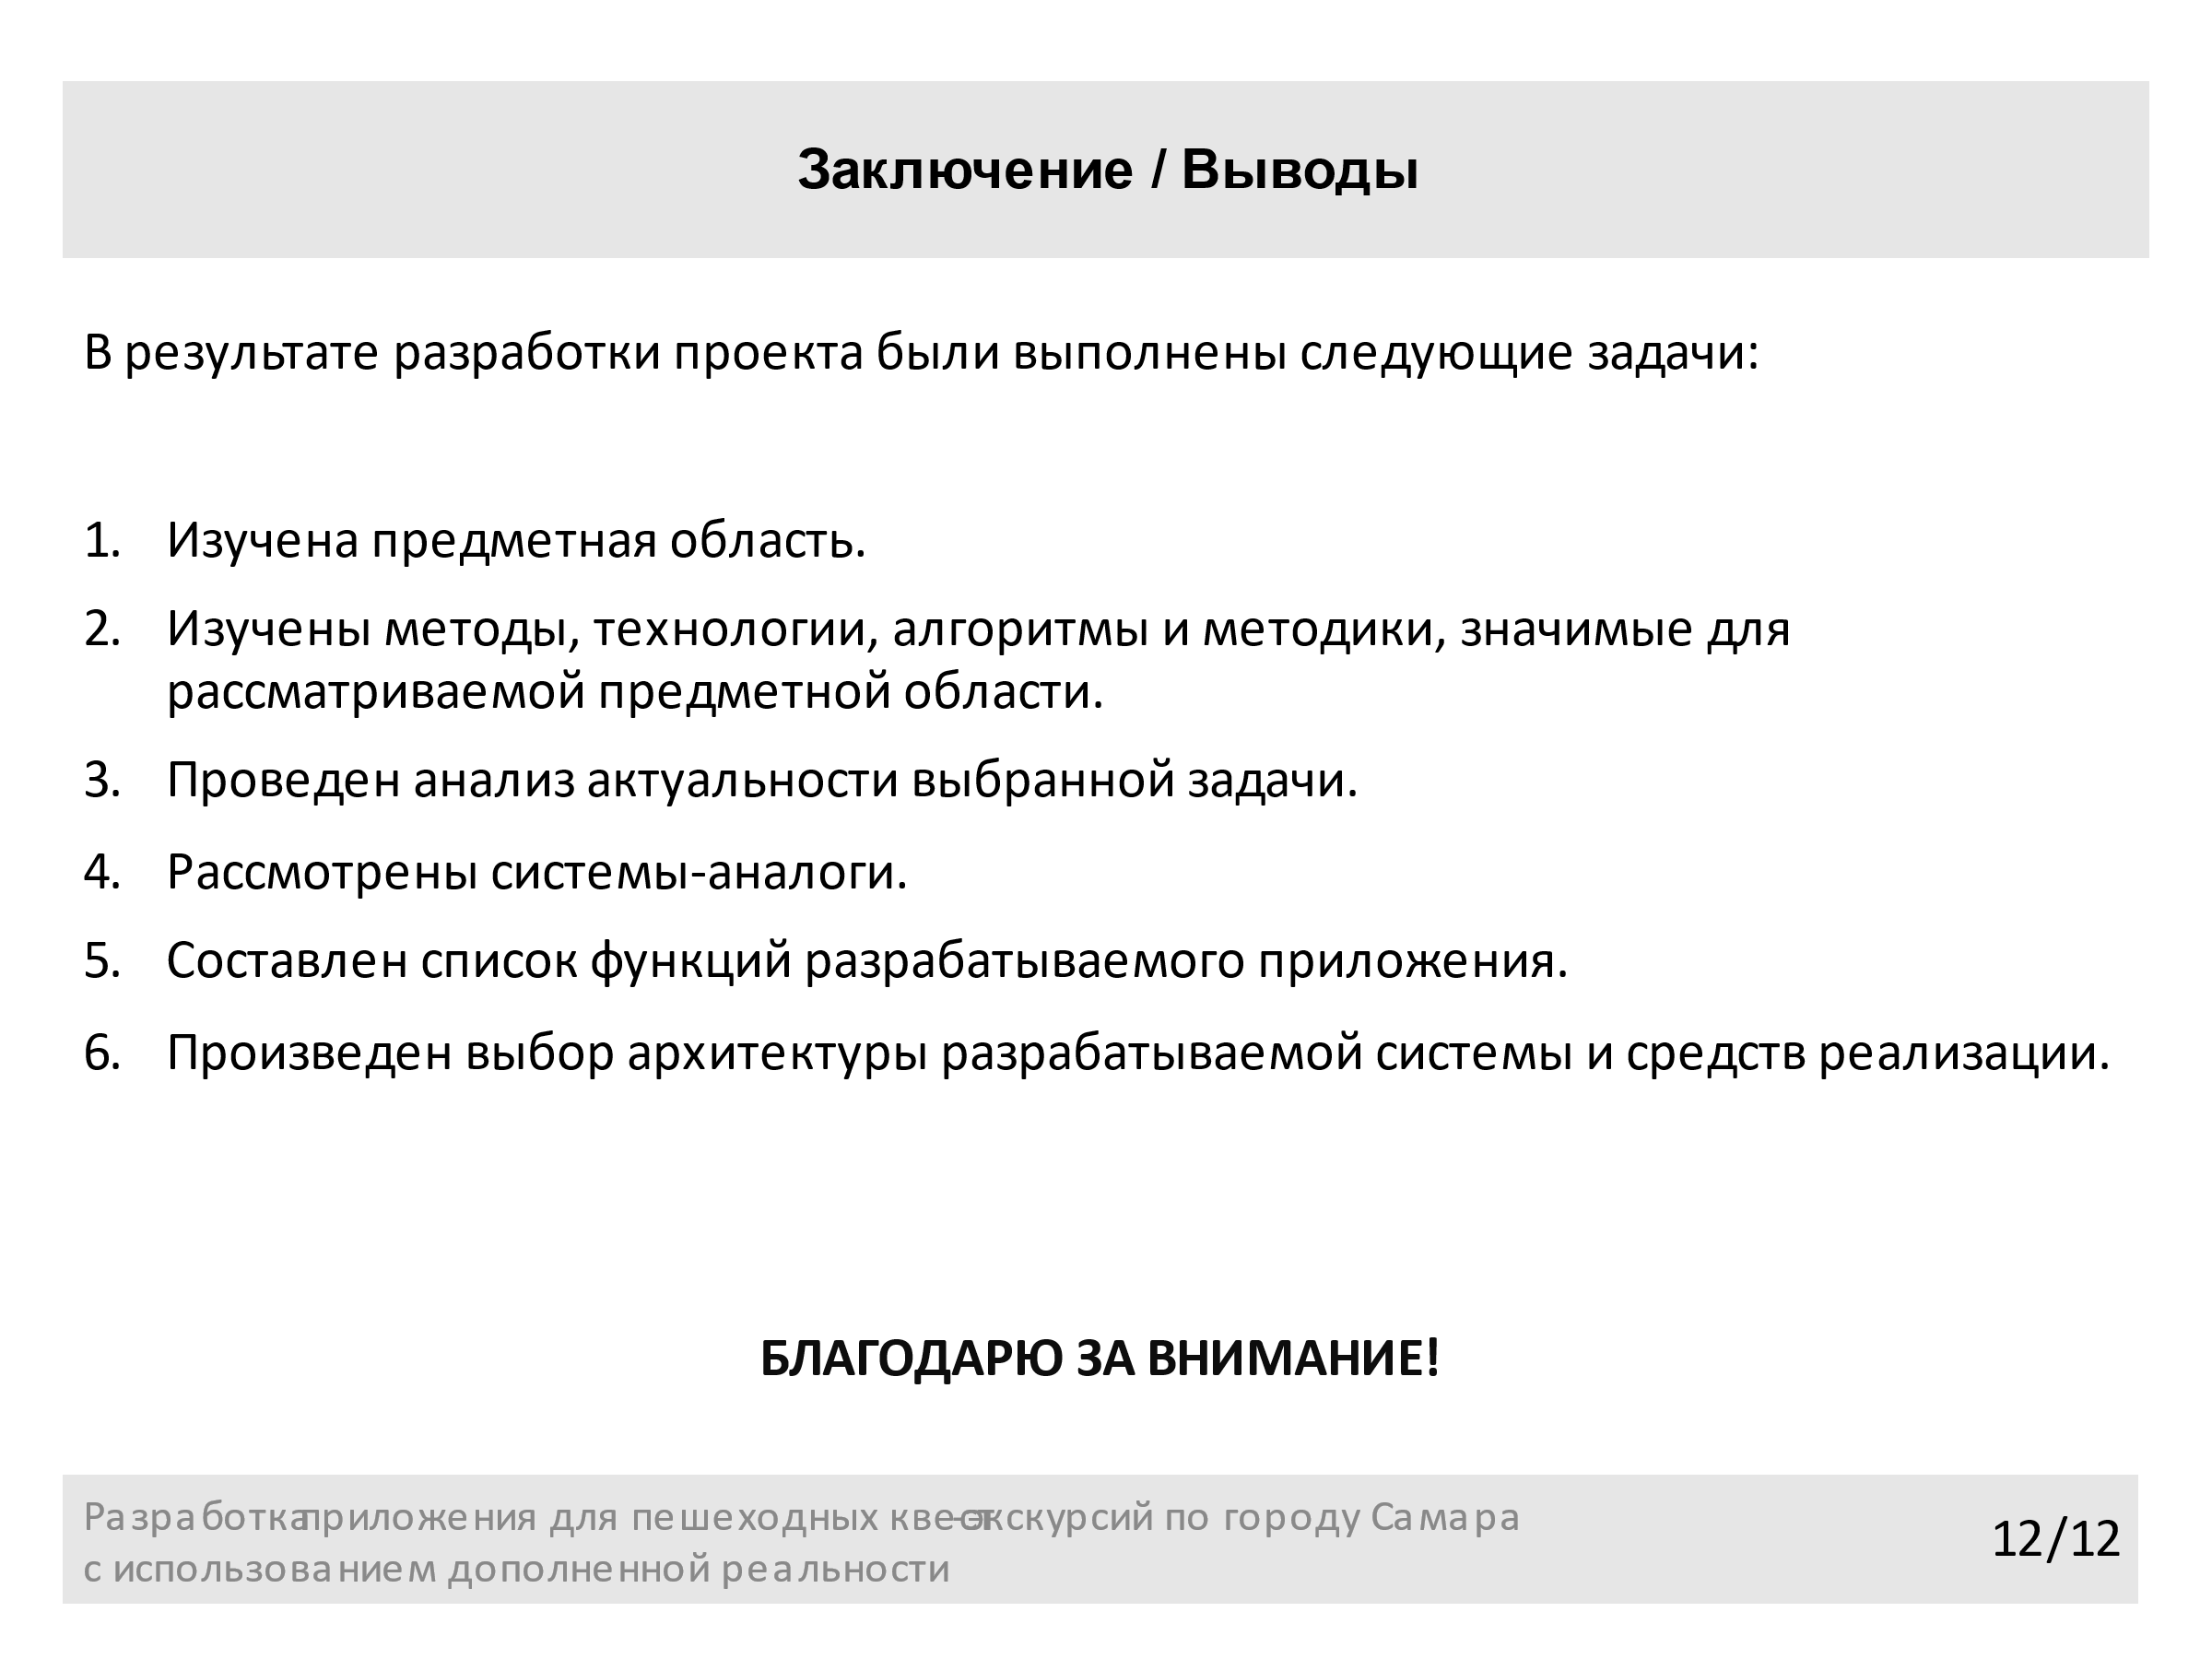 Заключение / Выводы
В результате разработки проекта были выполнены следующие задачи:
1. Изучена предметная область.
2. Изучены методы, технологии, алгоритмы и методики, значимые для
рассматриваемой предметной области.
3. Проведен анализ актуальности выбранной задачи.
4. Рассмотрены системы-аналоги.
5. Составлен список функций разрабатываемого приложения.
6. Произведен выбор архитектуры разрабатываемой системы и средств реализации.
БЛАГОДАРЮ ЗА ВНИМАНИЕ!
Разработка приложения для пешеходных квест-экскурсий по городу Самара
с использованием дополненной реальности
12/12